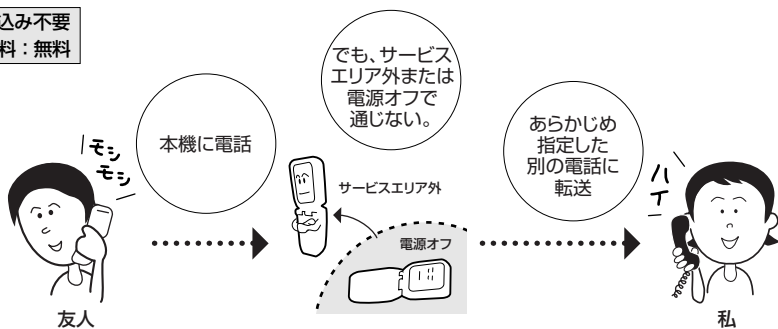 込み不要
料：無料
でも、サービス
エリア外または
電源オフで
通じない。
本機に電話
あらかじめ
指定した
別の電話に
転送
モシ
モシ
サービスエリア外
電源オフ
ハイ
友人
私